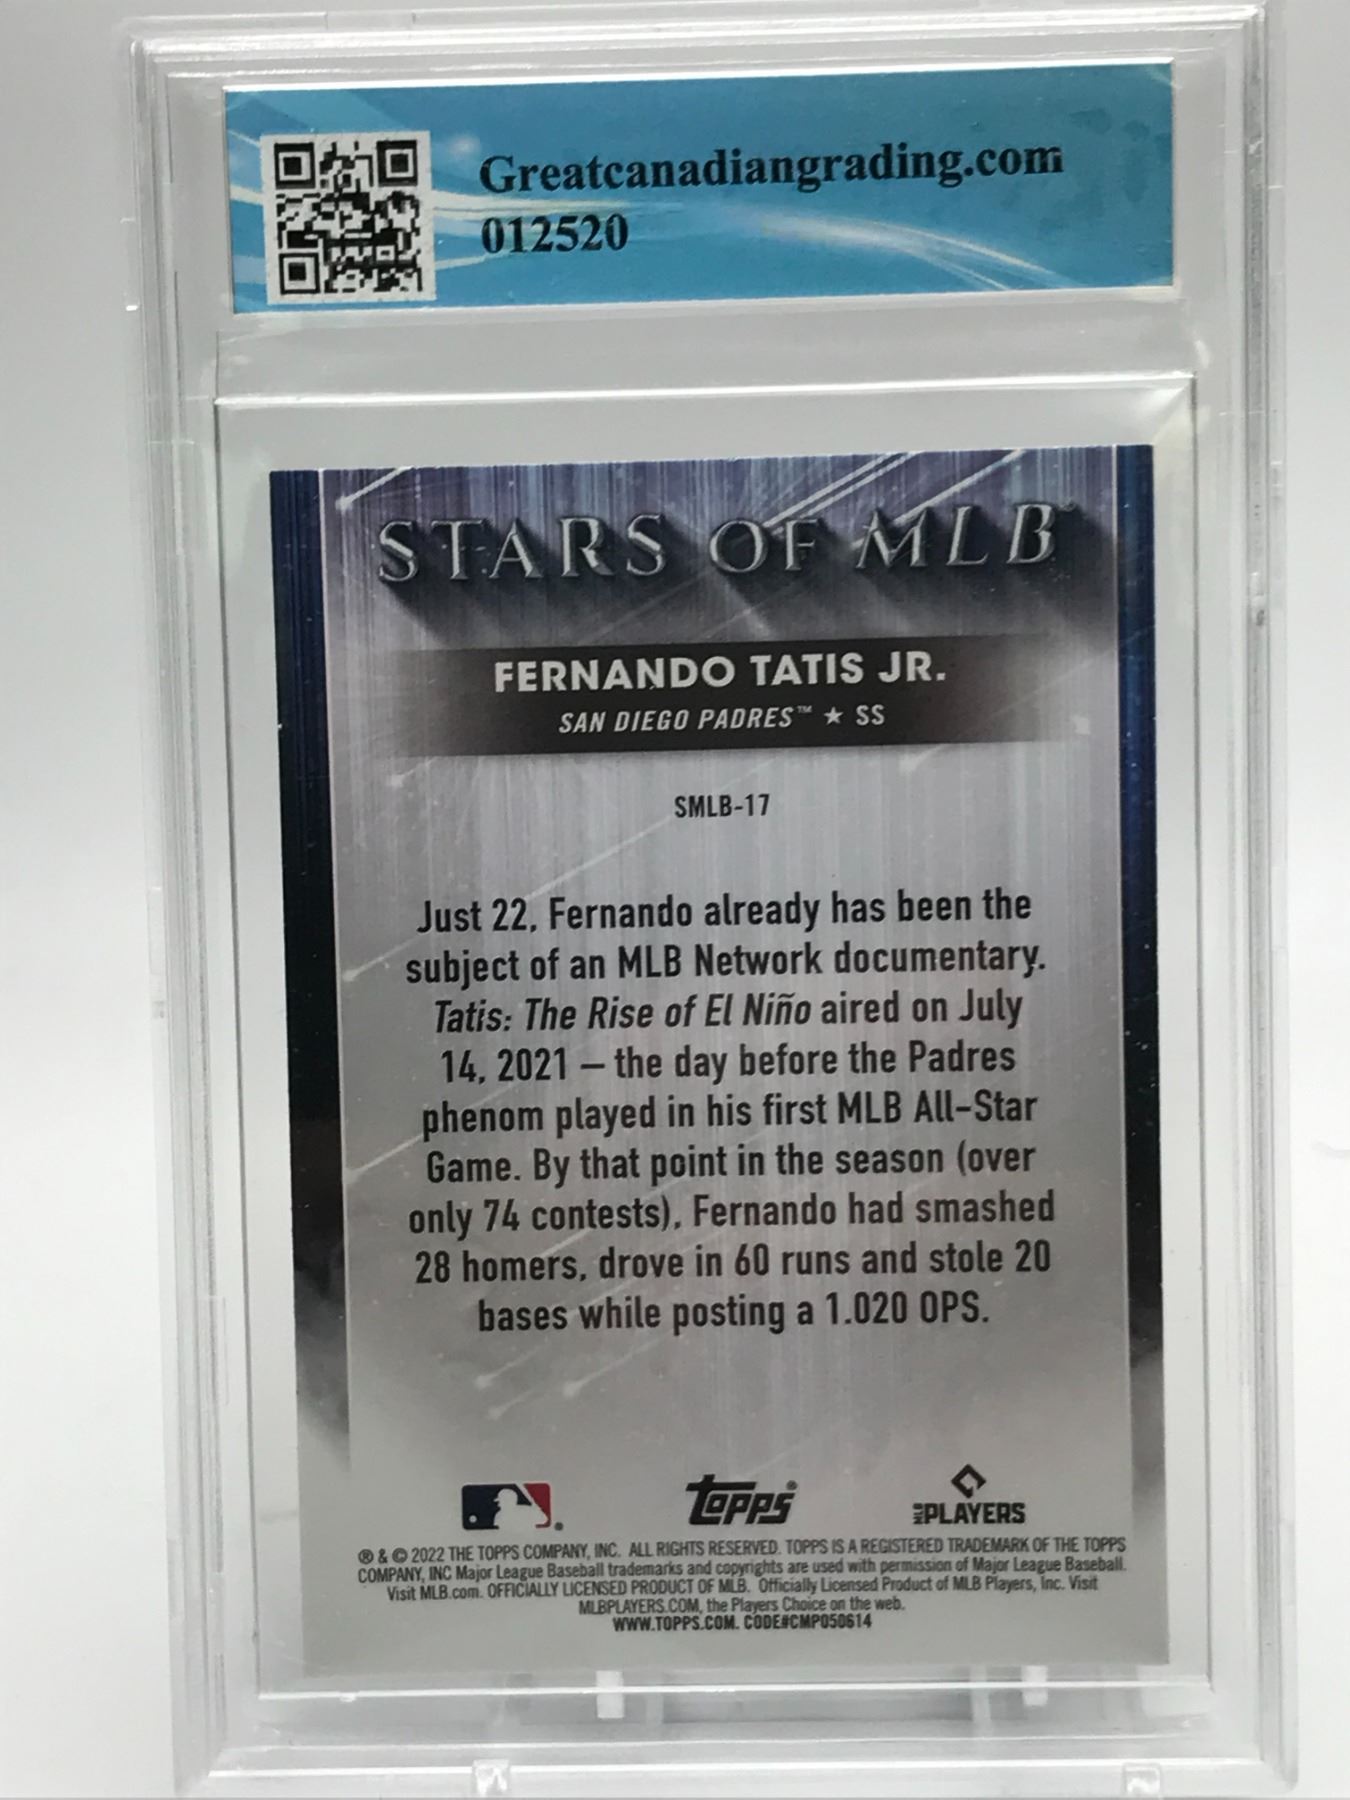 Greatcanadiangrading.com
012520
STARS OF MLB
FERNANDO TATIS JR.
SAN DIEGO PADRES™ ★ SS
SMLB-17
Just 22, Fernando already has been the
subject of an MLB Network documentary.
Tatis: The Rise of El Niño aired on July
14, 2021 – the day before the Padres
phenom played in his first MLB All-Star
Game. By that point in the season (over
only 74 contests), Fernando had smashed
28 homers, drove in 60 runs and stole 20
bases while posting a 1.020 OPS.
Topps®
MLB PLAYERS
® & © 2022 THE TOPPS COMPANY, INC. ALL RIGHTS RESERVED. TOPPS IS A REGISTERED TRADEMARK OF THE TOPPS
COMPANY, INC Major League Baseball trademarks and copyrights are used with permission of Major League Baseball.
Visit MLB.com. OFFICIALLY LICENSED PRODUCT OF MLB. Officially Licensed Product of MLB Players, Inc. Visit
MLBPLAYERS.COM, the Players Choice on the web.
WWW.TOPPS.COM. CODE#CMP050614